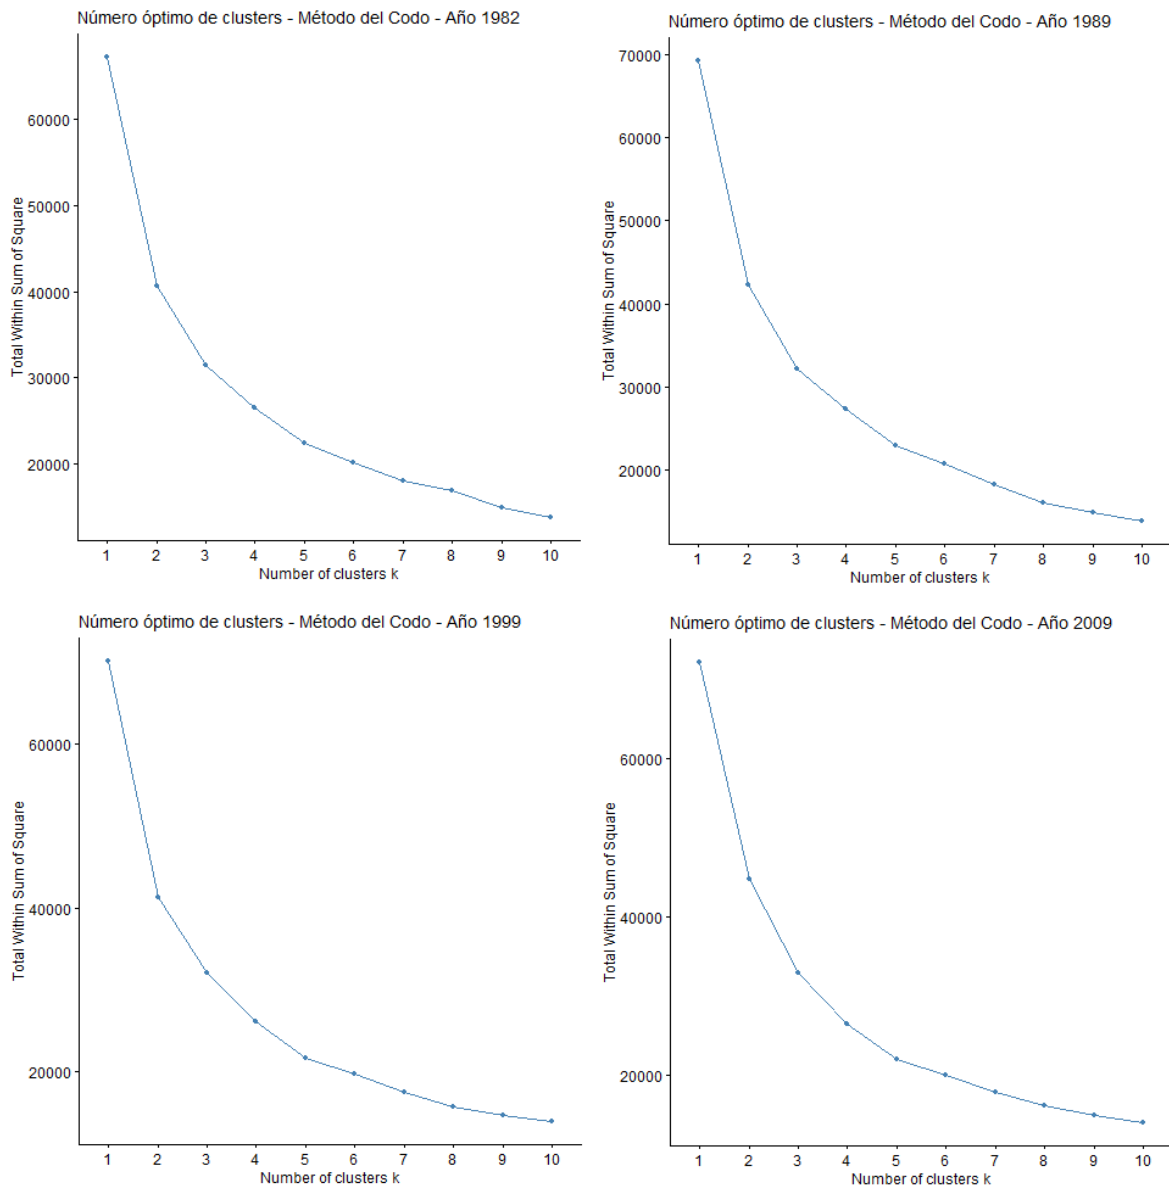 Número óptimo de clusters - Método del Codo - Año 1982
Total Within Sum of Square
60000
50000
40000
30000
20000
1 2 3 4 5 6 7 8 9 10
Number of clusters k
Número óptimo de clusters - Método del Codo - Año 1989
Total Within Sum of Square
70000
60000
50000
40000
30000
20000
1 2 3 4 5 6 7 8 9 10
Number of clusters k
Número óptimo de clusters - Método del Codo - Año 1999
Total Within Sum of Square
60000
40000
20000
1 2 3 4 5 6 7 8 9 10
Number of clusters k
Número óptimo de clusters - Método del Codo - Año 2009
Total Within Sum of Square
60000
40000
20000
1 2 3 4 5 6 7 8 9 10
Number of clusters k